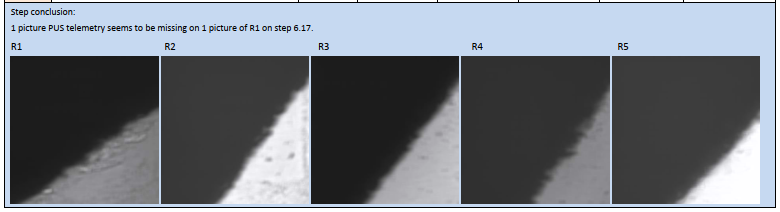 Step conclusion:
1 picture PUS telemetry seems to be missing on 1 picture of R1 on step 6.17.
R1 R2 R3 R4 R5